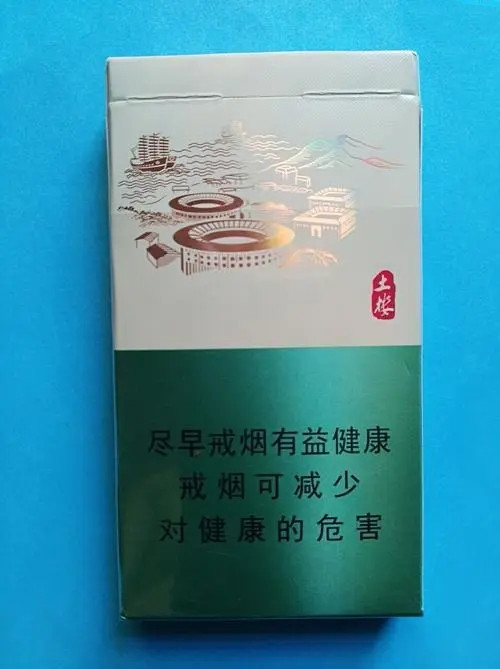 土楼
尽早戒烟有益健康
戒烟可减少
对健康的危害